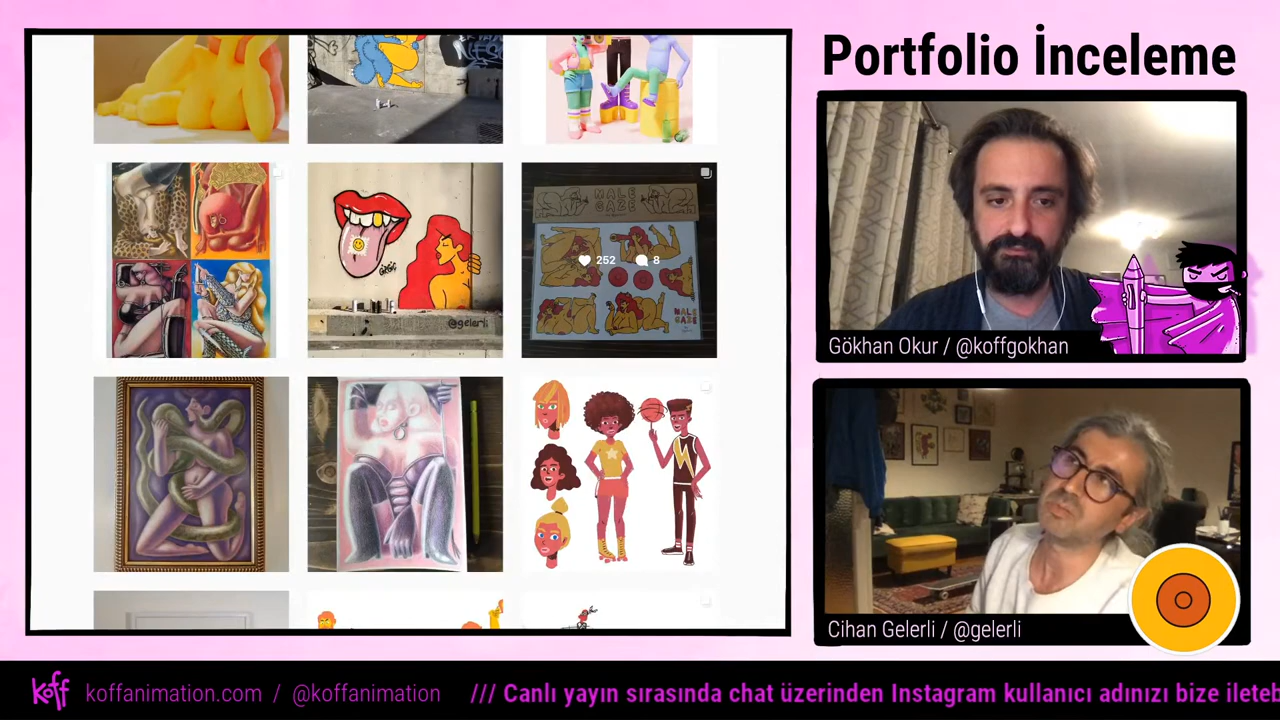 Portfolio İnceleme
MALE
GAZE
252
8
@gelerli
MALE
GAZE
Gökhan Okur / @koffgokhan
Cihan Gelerli / @gelerli
koff koffanimation.com / @koffanimation /// Canlı yayın sırasında chat üzerinden Instagram kullanıcı adınızı bize ileteb